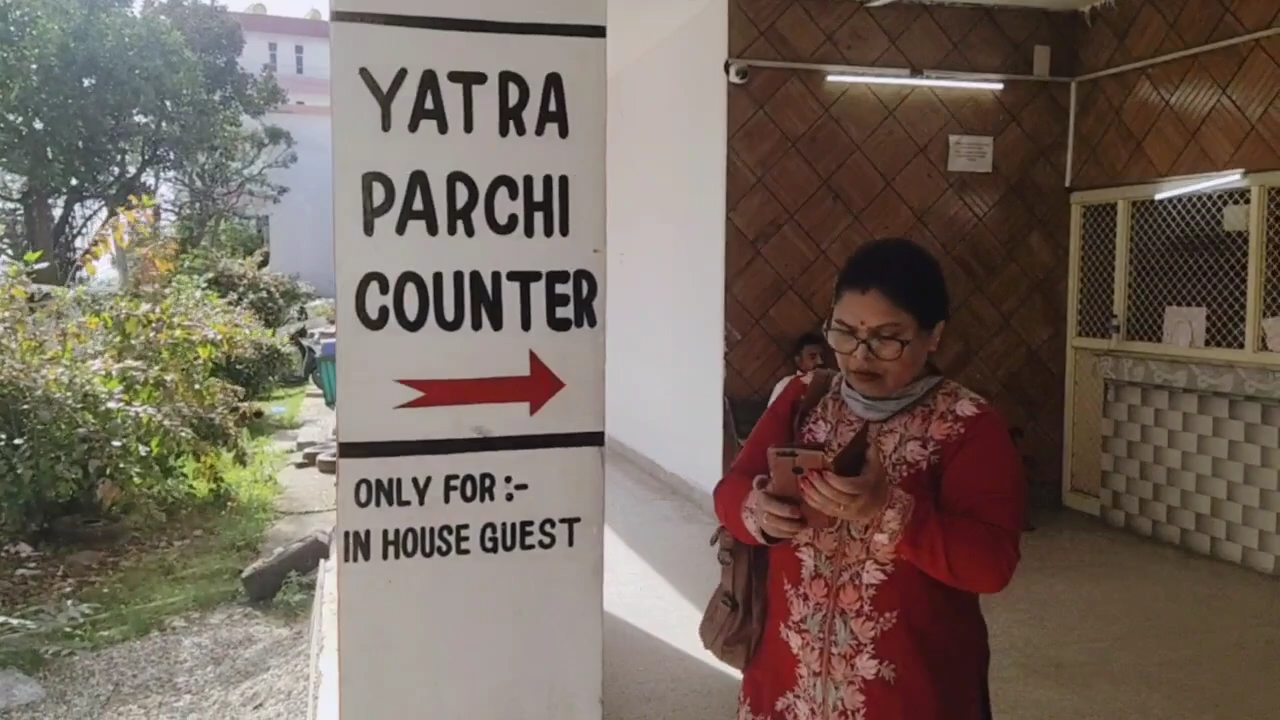 YATRA
PARCHI
COUNTER
ONLY FOR :-
IN HOUSE GUEST